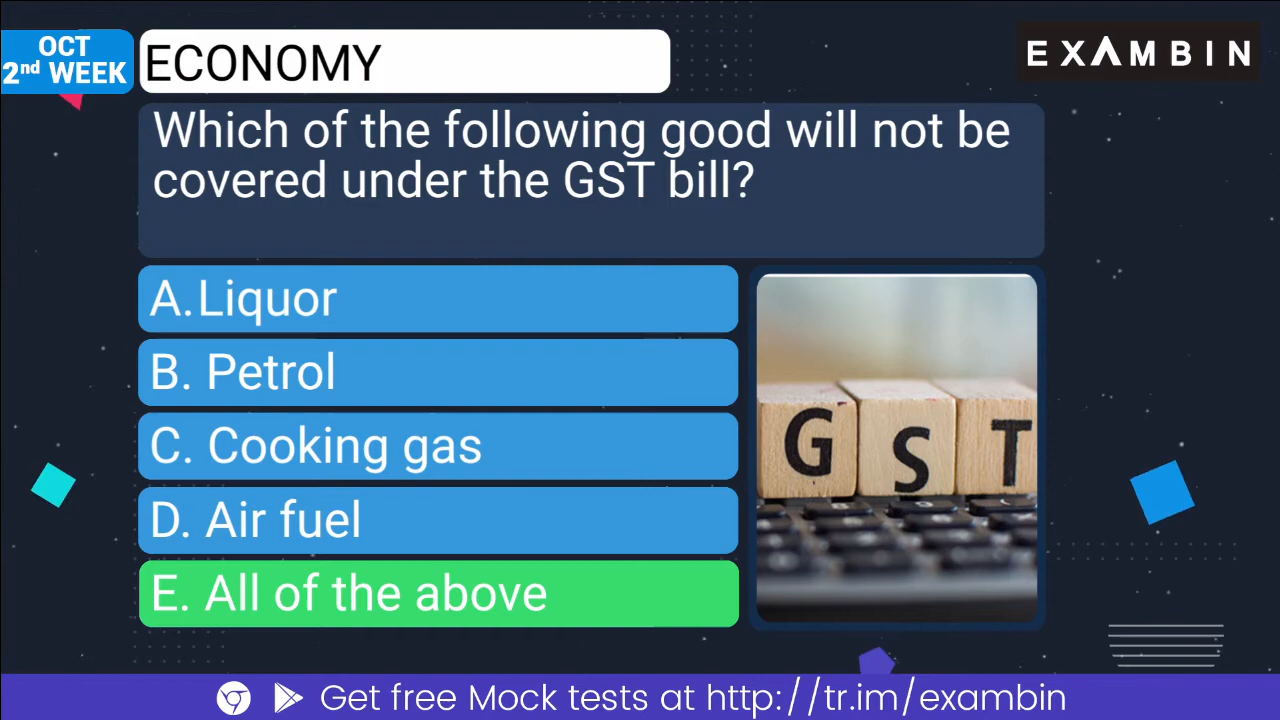 OCT
2nd WEEK
ECONOMY
EXAMBIN
Which of the following good will not be
covered under the GST bill?
A.Liquor
B. Petrol
C. Cooking gas
D. Air fuel
E. All of the above
GST
Get free Mock tests at http://tr.im/exambin